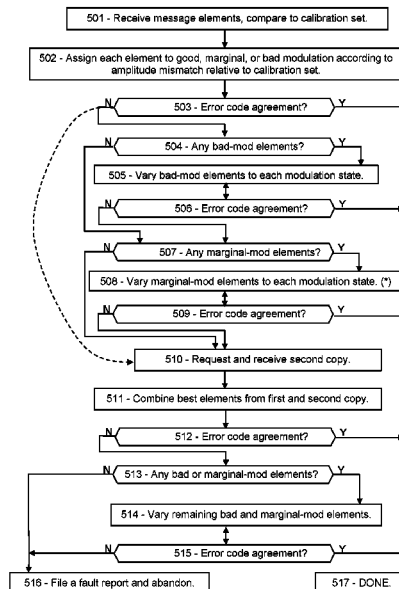 501 - Receive message elements, compare to calibration set.
502 - Assign each element to good, marginal, or bad modulation according to
amplitude mismatch relative to calibration set.
N
503 - Error code agreement?
Y
N
504 - Any bad-mod elements?
Y
505 - Vary bad-mod elements to each modulation state.
N
506 - Error code agreement?
Y
N
507 - Any marginal-mod elements?
Y
508 - Vary marginal-mod elements to each modulation state. (*)
N
509 - Error code agreement?
Y
510 - Request and receive second copy.
511 - Combine best elements from first and second copy.
N
512 - Error code agreement?
Y
N
513 - Any bad or marginal-mod elements?
Y
514 - Vary remaining bad and marginal-mod elements.
N
515 - Error code agreement?
Y
516 - File a fault report and abandon.
517 - DONE.